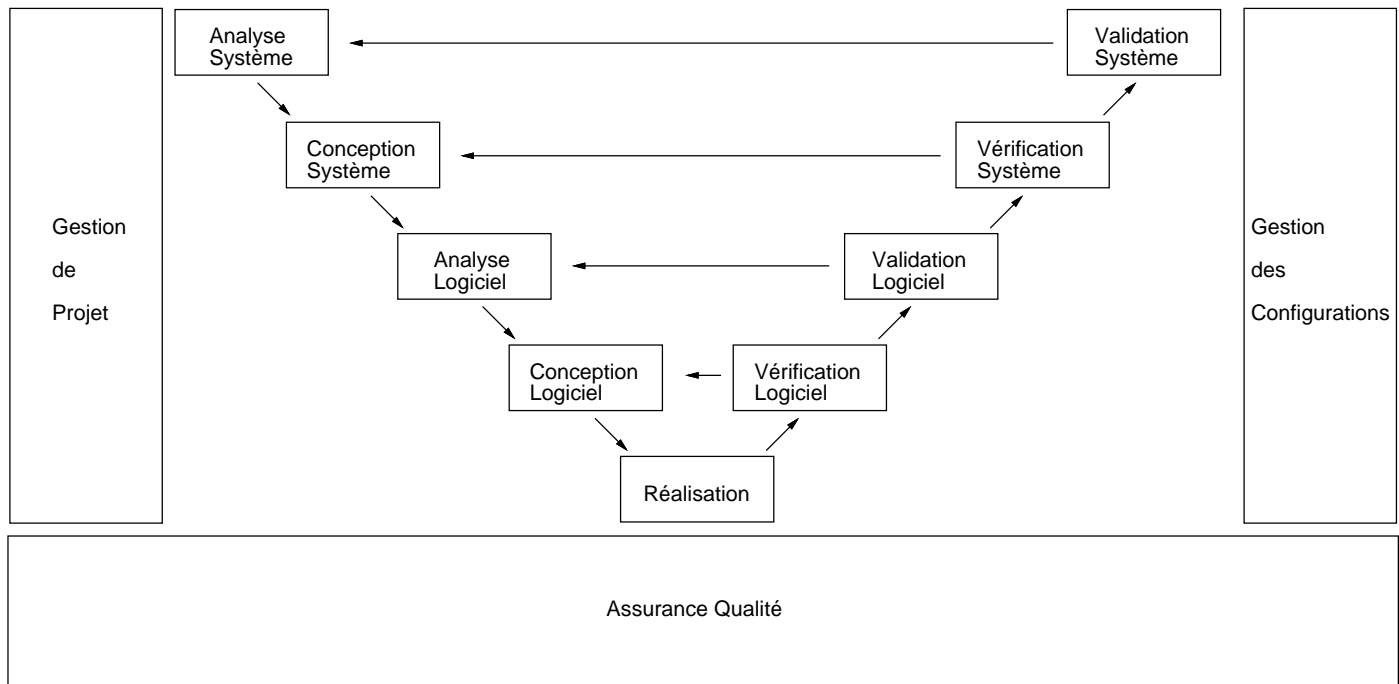 Analyse
Système
Validation
Système
Conception
Système
Vérification
Système
Gestion
de
Projet
Analyse
Logiciel
Validation
Logiciel
Gestion
des
Configurations
Conception
Logiciel
Vérification
Logiciel
Réalisation
Assurance Qualité